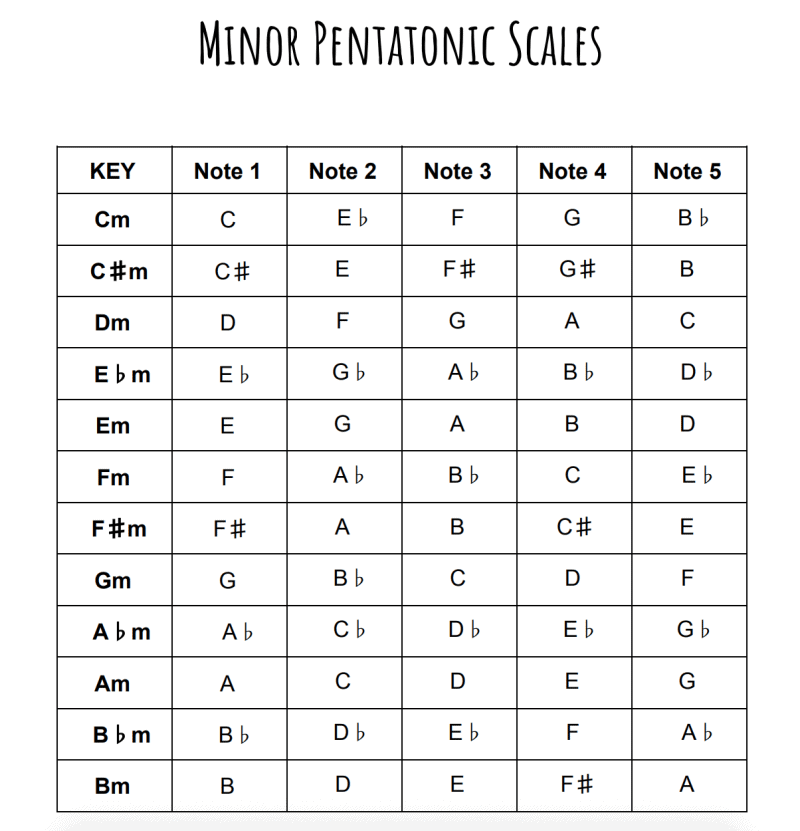 MINOR PENTATONIC SCALES
KEY Note 1 Note 2 Note 3 Note 4 Note 5
Cm C E♭ F G B♭
C♯m C♯ E F♯ G♯ B
Dm D F G A C
E♭m E♭ G♭ A♭ B♭ D♭
Em E G A B D
Fm F A♭ B♭ C E♭
F♯m F♯ A B C♯ E
Gm G B♭ C D F
A♭m A♭ C♭ D♭ E♭ G♭
Am A C D E G
B♭m B♭ D♭ E♭ F A♭
Bm B D E F♯ A